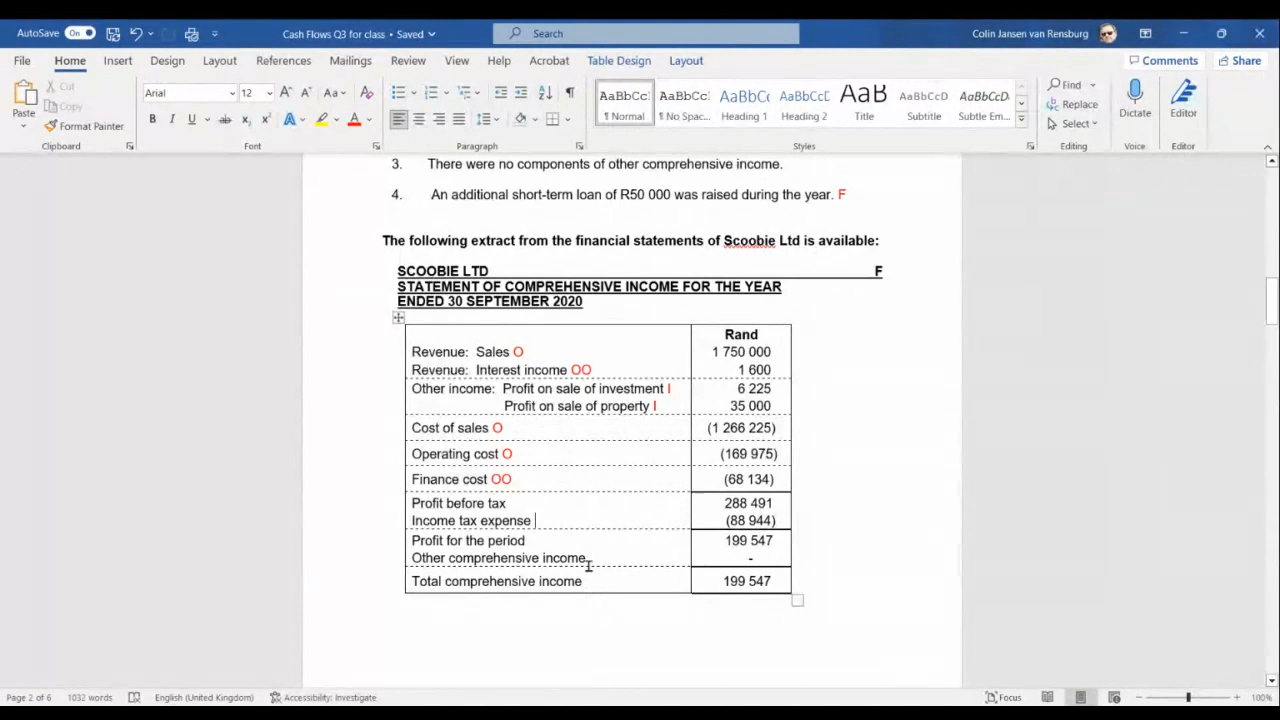 AutoSave On Cash Flows Q3 for class • Saved Search Colin Jansen van Rensburg
File Home Insert Design Layout References Mailings Review View Help Acrobat Table Design Layout Comments Share
Paste Cut Copy Format Painter Clipboard
Arial 12 Font
Paragraph
AaBbCc: ¶ Normal AaBbCc: ¶ No Spac... AaBbC( Heading 1 AaBbCcD Heading 2 AaB Title AaBbCcD Subtitle AaBbCcD. Subtle Em... Styles
Find Replace Select Editing
Dictate Voice
Editor Editor
3. There were no components of other comprehensive income.
4. An additional short-term loan of R50 000 was raised during the year. F
The following extract from the financial statements of Scoobie Ltd is available:
SCOOBIE LTD F
STATEMENT OF COMPREHENSIVE INCOME FOR THE YEAR
ENDED 30 SEPTEMBER 2020
Rand
Revenue: Sales O 1 750 000
Revenue: Interest income OO 1 600
Other income: Profit on sale of investment I 6 225
Profit on sale of property I 35 000
Cost of sales O (1 266 225)
Operating cost O (169 975)
Finance cost OO (68 134)
Profit before tax 288 491
Income tax expense (88 944)
Profit for the period 199 547
Other comprehensive income -
Total comprehensive income 199 547
Page 2 of 6 1032 words English (United Kingdom) Accessibility: Investigate Focus 100%